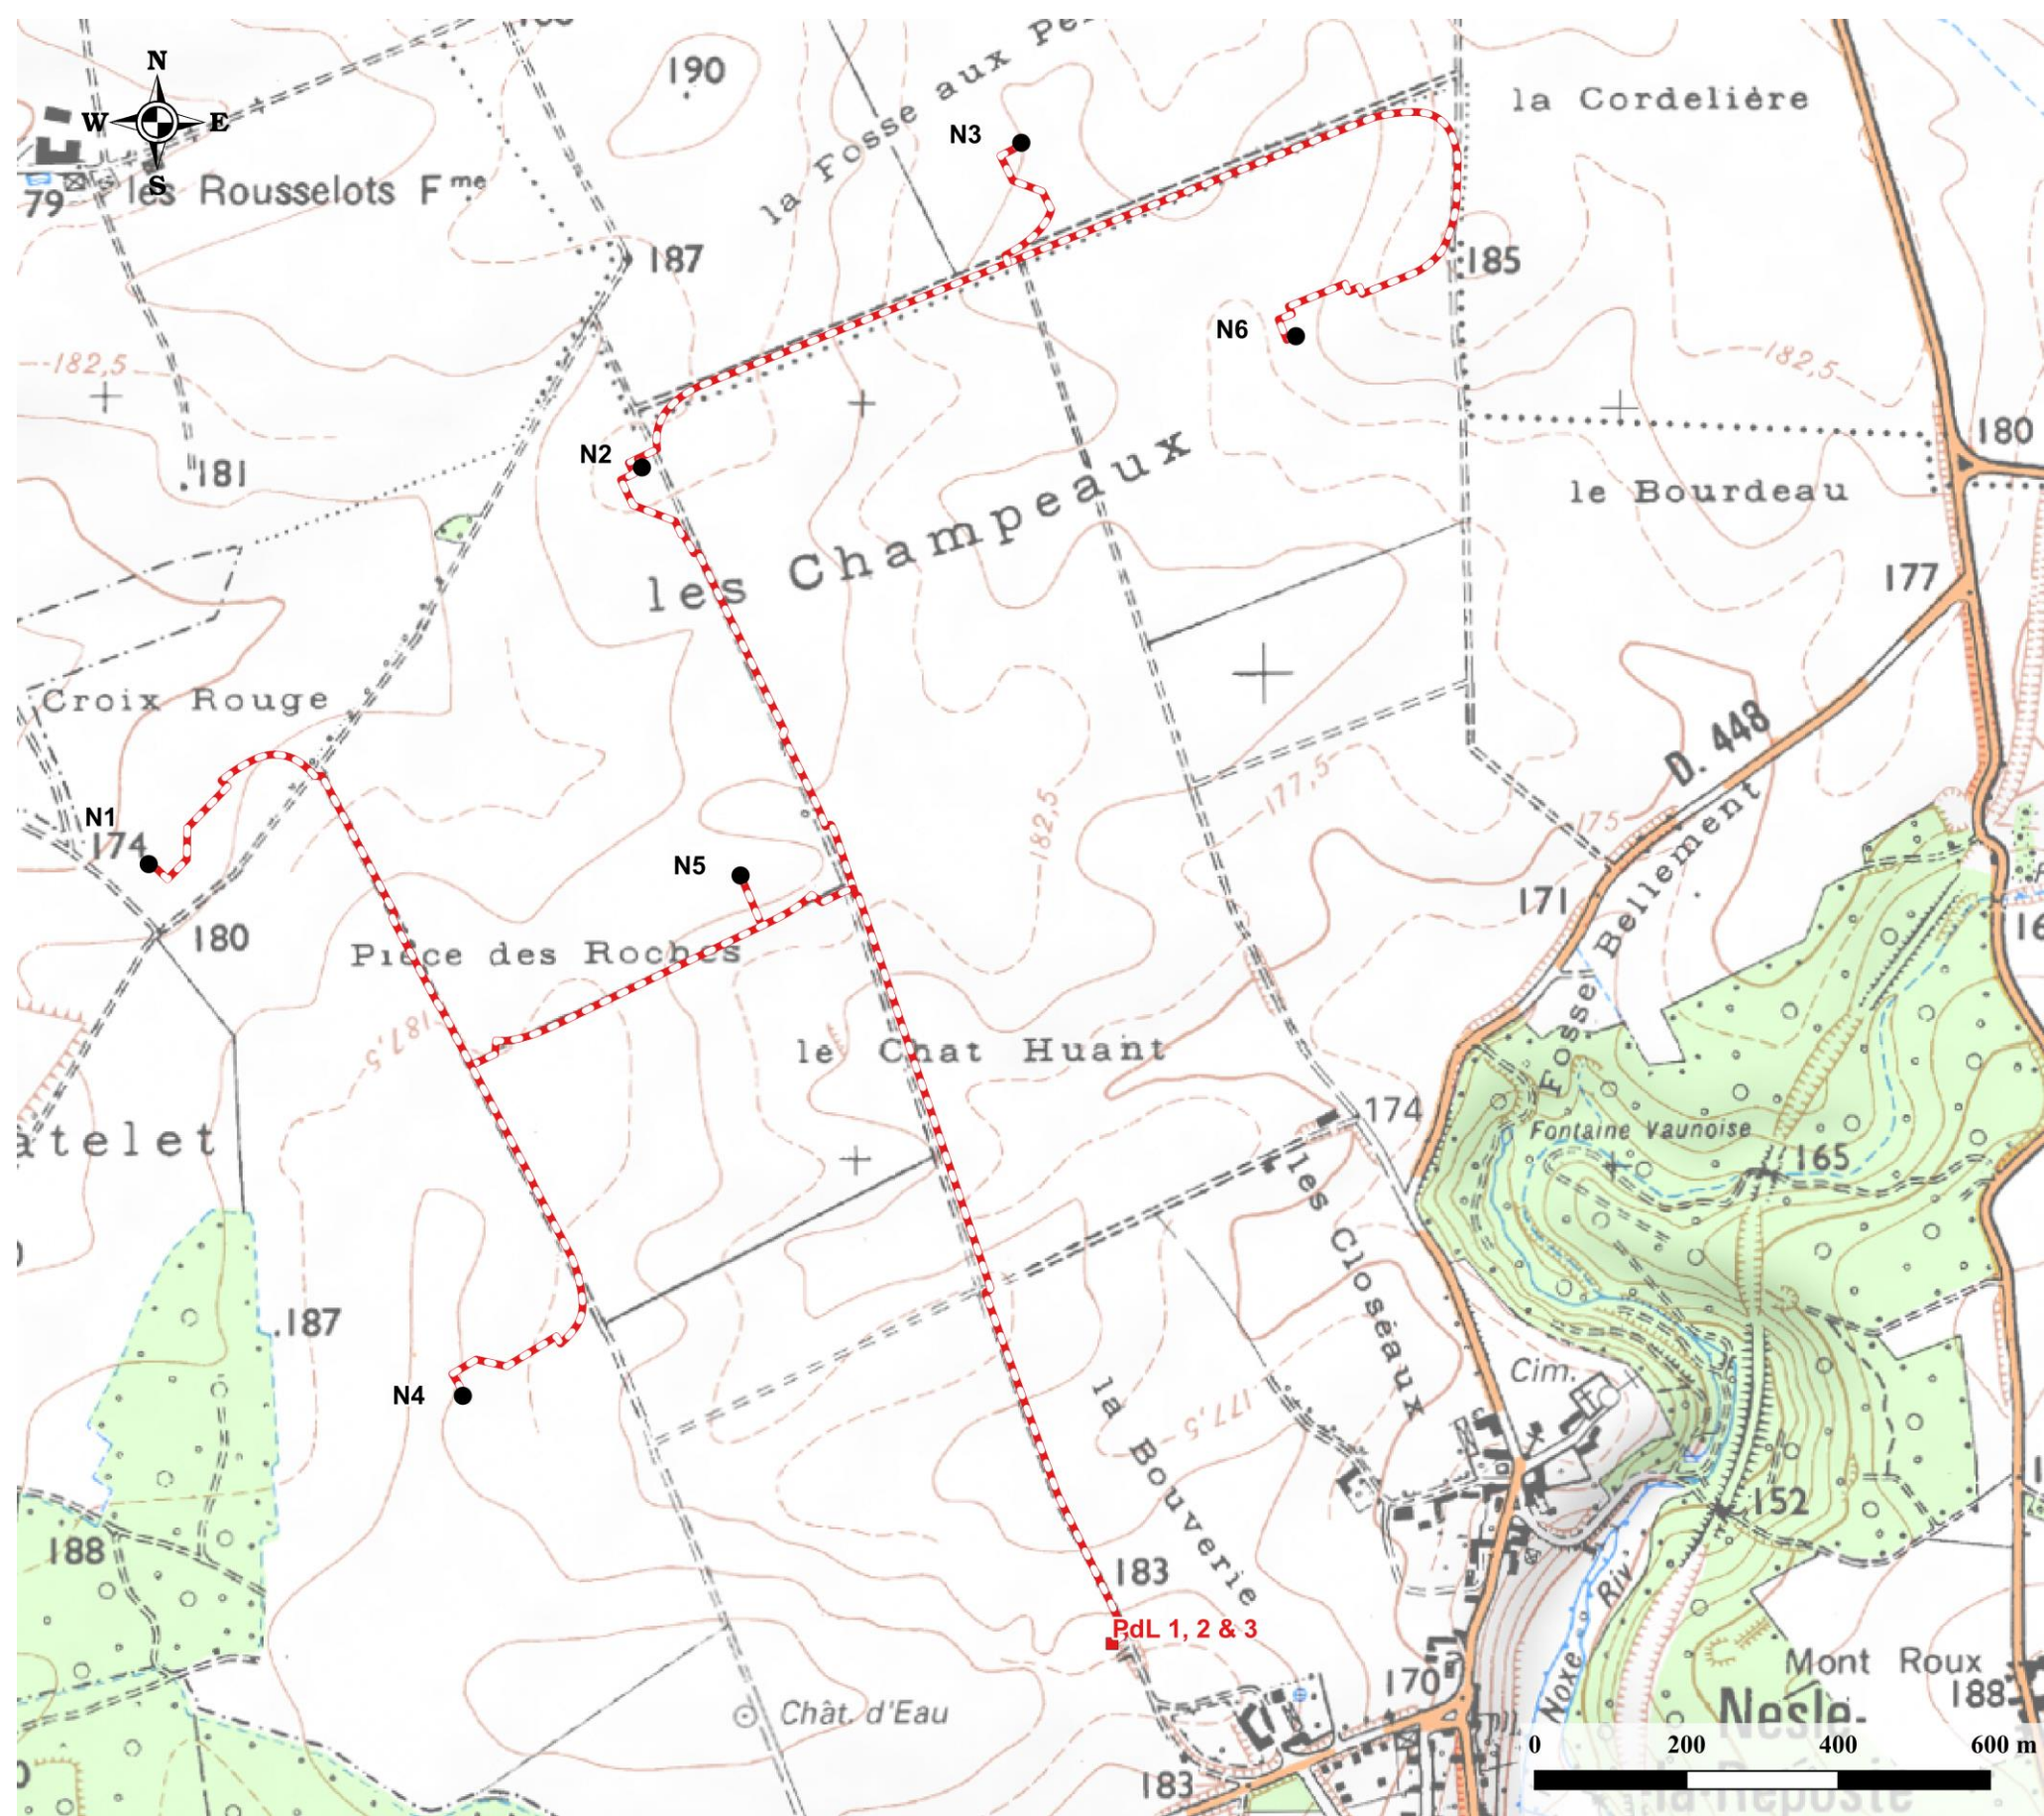 N
W E
S
190
la Fosse aux
la Cordelière
N3
79
les Rousselots Fme
187
185
N6
182,5
182,5
180
N2
181
le Bourdeau
les Champeaux
177
Croix Rouge
D. 448
177,5
175
182,5
N1
174
N5
171
Fosse Bellement
180
Pièce des Roches
187,5
le Chat Huant
174
Fontaine Vaunoise
165
atelet
les Closeaux
187
Cim.
N4
177,5
la Bouverie
152
188
183
Riv.
PdL 1, 2 & 3
Noxe
Mont Roux
170
188
Chât. d'Eau
Nesle-
la-Reposte
183
0 200 400 600 m